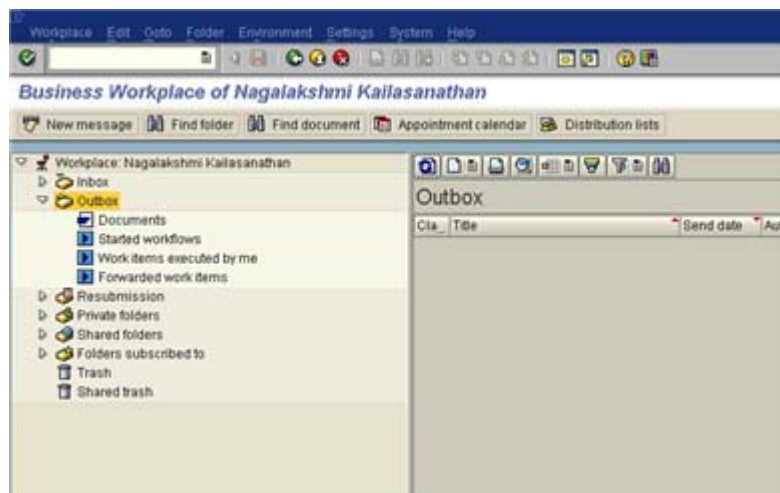 Workplace Edit Goto Folder Environment Settings System Help
Business Workplace of Nagalakshmi Kailasanathan
New message Find folder Find document Appointment calendar Distribution lists
Workplace: Nagalakshmi Kailasanathan
Inbox
Outbox
Documents
Started workflows
Work items executed by me
Forwarded work items
Resubmission
Private folders
Shared folders
Folders subscribed to
Trash
Shared trash
Outbox
Cla_ Title Send date Au